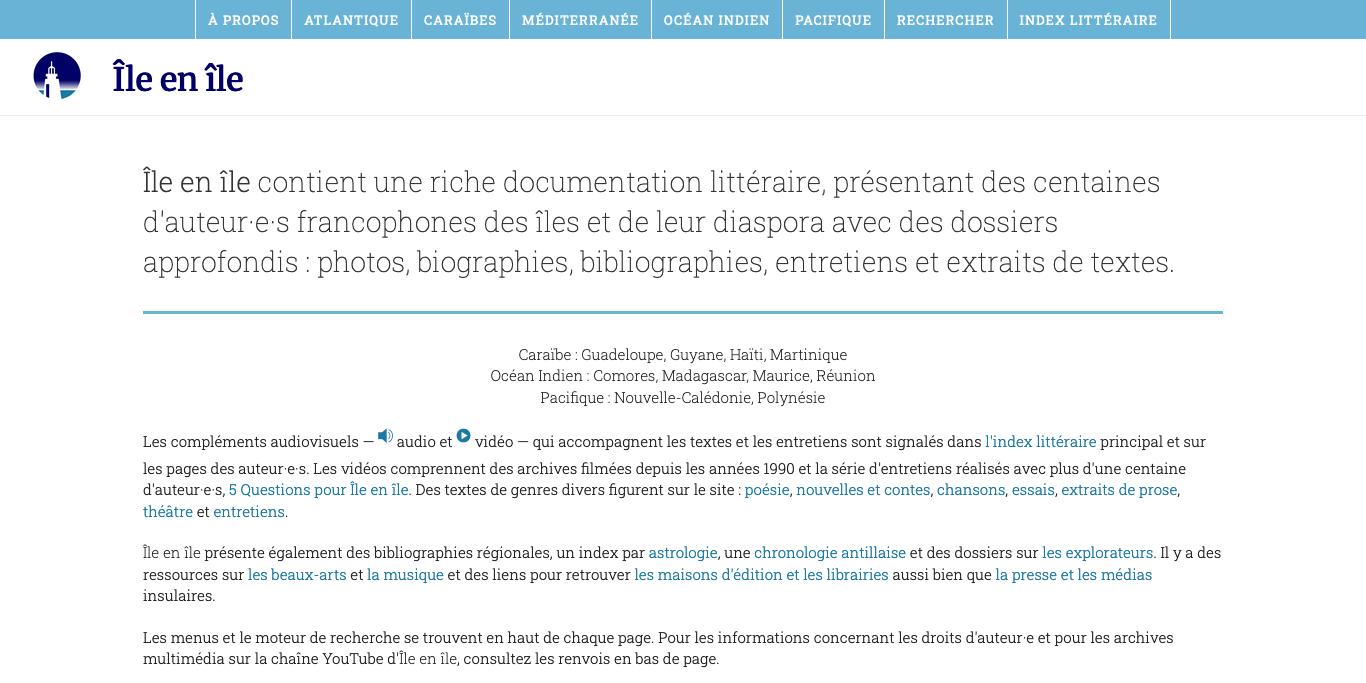 À PROPOS
ATLANTIQUE
CARAÏBES
MÉDITERRANÉE
OCÉAN INDIEN
PACIFIQUE
RECHERCHER
INDEX LITTÉRAIRE
Île en île
Île en île contient une riche documentation littéraire, présentant des centaines
d'auteur·e·s francophones des îles et de leur diaspora avec des dossiers
approfondis : photos, biographies, bibliographies, entretiens et extraits de textes.
Caraïbe : Guadeloupe, Guyane, Haïti, Martinique
Océan Indien : Comores, Madagascar, Maurice, Réunion
Pacifique : Nouvelle-Calédonie, Polynésie
Les compléments audiovisuels — audio et vidéo — qui accompagnent les textes et les entretiens sont signalés dans l'index littéraire principal et sur
les pages des auteur·e·s. Les vidéos comprennent des archives filmées depuis les années 1990 et la série d'entretiens réalisés avec plus d'une centaine
d'auteur·e·s, 5 Questions pour Île en île. Des textes de genres divers figurent sur le site : poésie, nouvelles et contes, chansons, essais, extraits de prose,
théâtre et entretiens.
Île en île présente également des bibliographies régionales, un index par astrologie, une chronologie antillaise et des dossiers sur les explorateurs. Il y a des
ressources sur les beaux-arts et la musique et des liens pour retrouver les maisons d'édition et les librairies aussi bien que la presse et les médias
insulaires.
Les menus et le moteur de recherche se trouvent en haut de chaque page. Pour les informations concernant les droits d'auteur·e et pour les archives
multimédia sur la chaîne YouTube d'Île en île, consultez les renvois en bas de page.